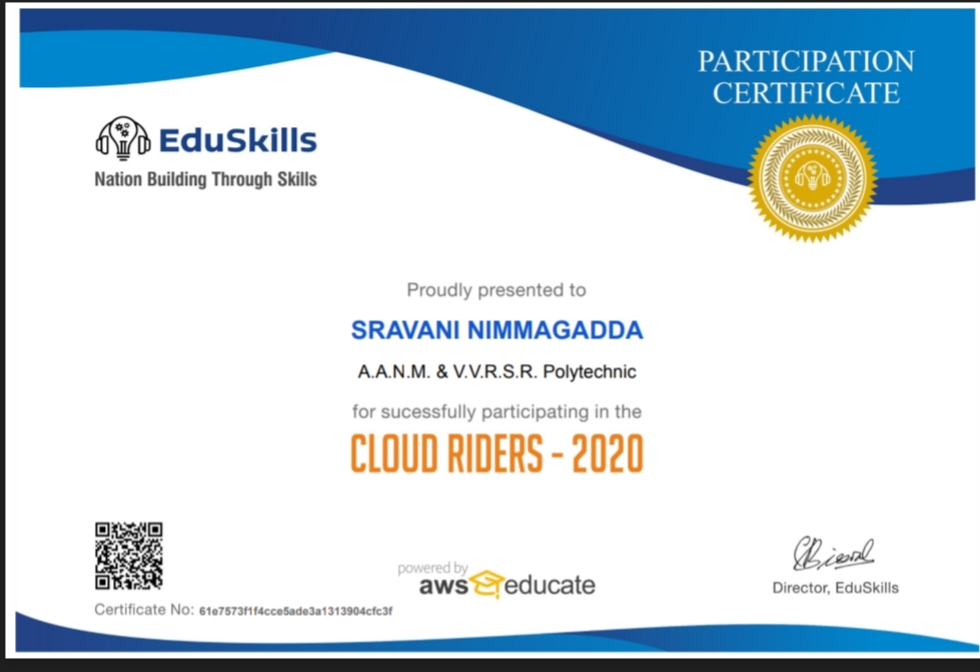 PARTICIPATION
CERTIFICATE
EduSkills
Nation Building Through Skills
Proudly presented to
SRAVANI NIMMAGADDA
A.A.N.M. & V.V.R.S.R. Polytechnic
for sucessfully participating in the
CLOUD RIDERS - 2020
powered by
aws educate
Director, EduSkills
Certificate No: 61e7573f1f4cce5ade3a1313904cfc3f